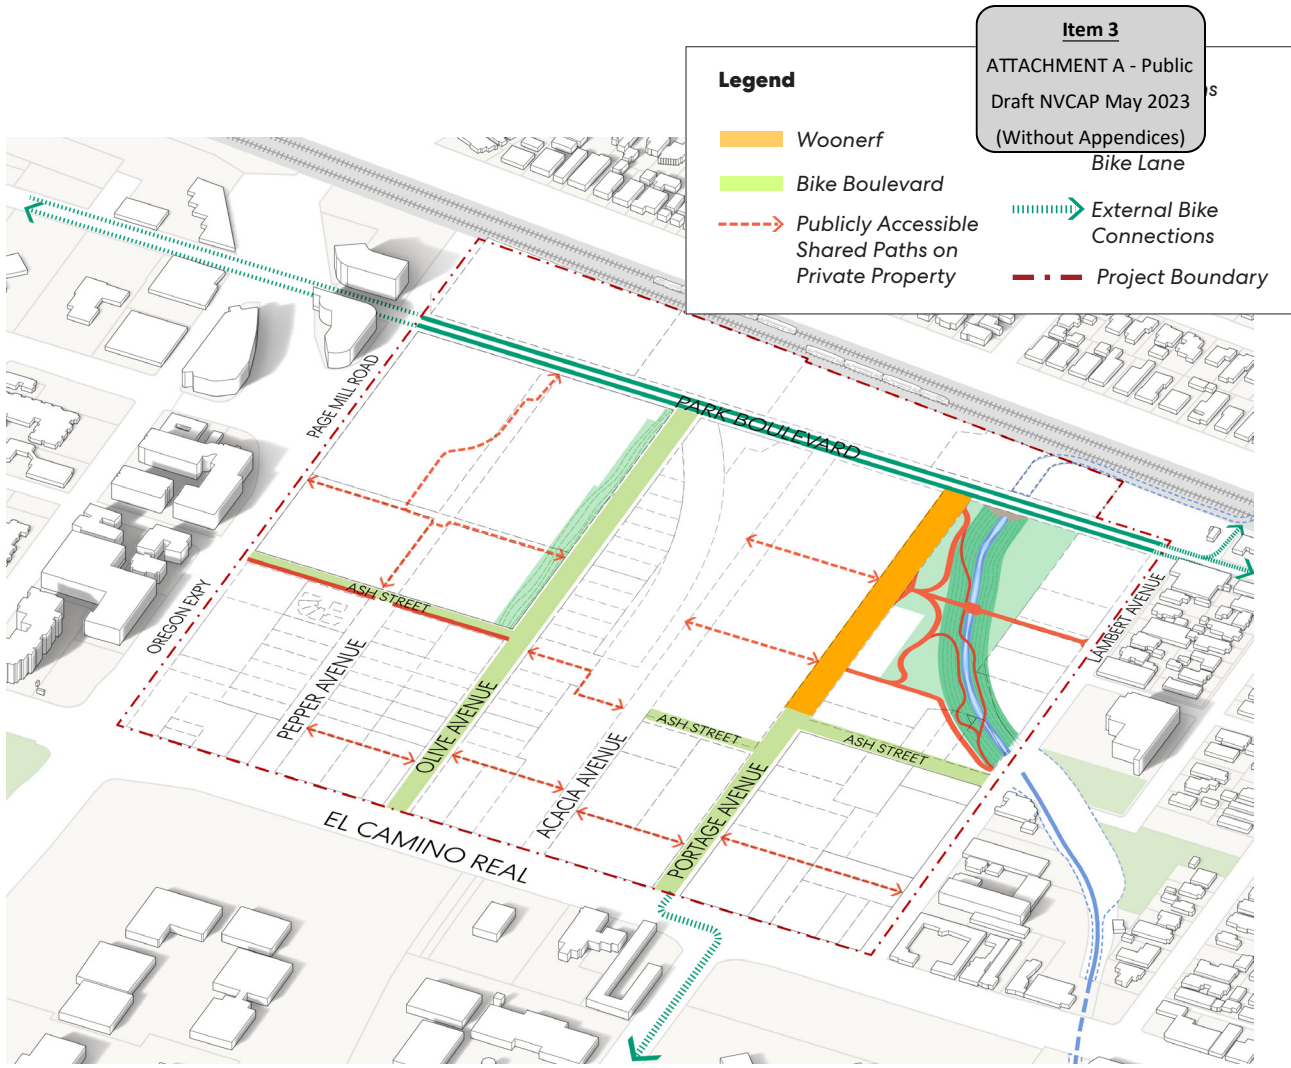 Item 3
ATTACHMENT A - Public
Draft NVCAP May 2023
(Without Appendices)
Legend
Woonerf
Bike Boulevard
Publicly Accessible
Shared Paths on
Private Property
Bike Lane
External Bike
Connections
Project Boundary
PAGE MILL ROAD
PARK BOULEVARD
OREGON EXPY
ASH STREET
LAMBERT AVENUE
PEPPER AVENUE
OLIVE AVENUE
ASH STREET
ASH STREET
ACACIA AVENUE
PORTAGE AVENUE
EL CAMINO REAL